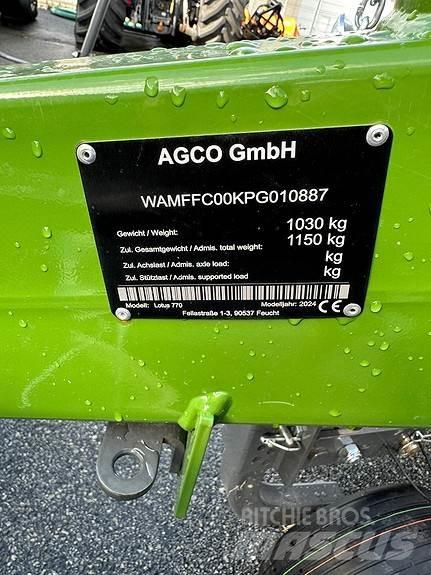 AGCO GmbH
WAMFFC00KPG010887
Gewicht / Weight: 1030 kg
Zul. Gesamtgewicht / Admis. total weight: 1150 kg
Zul. Achslast / Admis. axle load: kg
Zul. Stützlast / Admis. supported load kg
Modell: Lotus 770 Modelljahr: 2024 CE
Fellastraße 1-3, 90537 Feucht
RITCHIE BROS
MASCUS